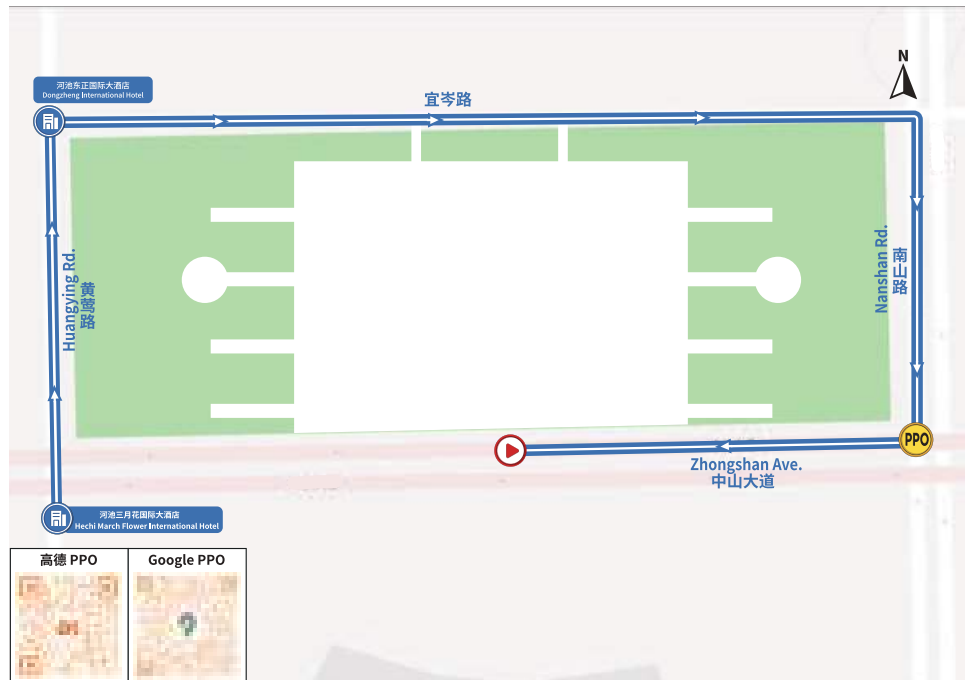 N
河池东正国际大酒店
Dongzheng International Hotel
宜岑路
Huangying Rd.
黄莺路
Nanshan Rd.
南山路
PPO
Zhongshan Ave.
中山大道
河池三月花国际大酒店
Hechi March Flower International Hotel
高德 PPO
Google PPO